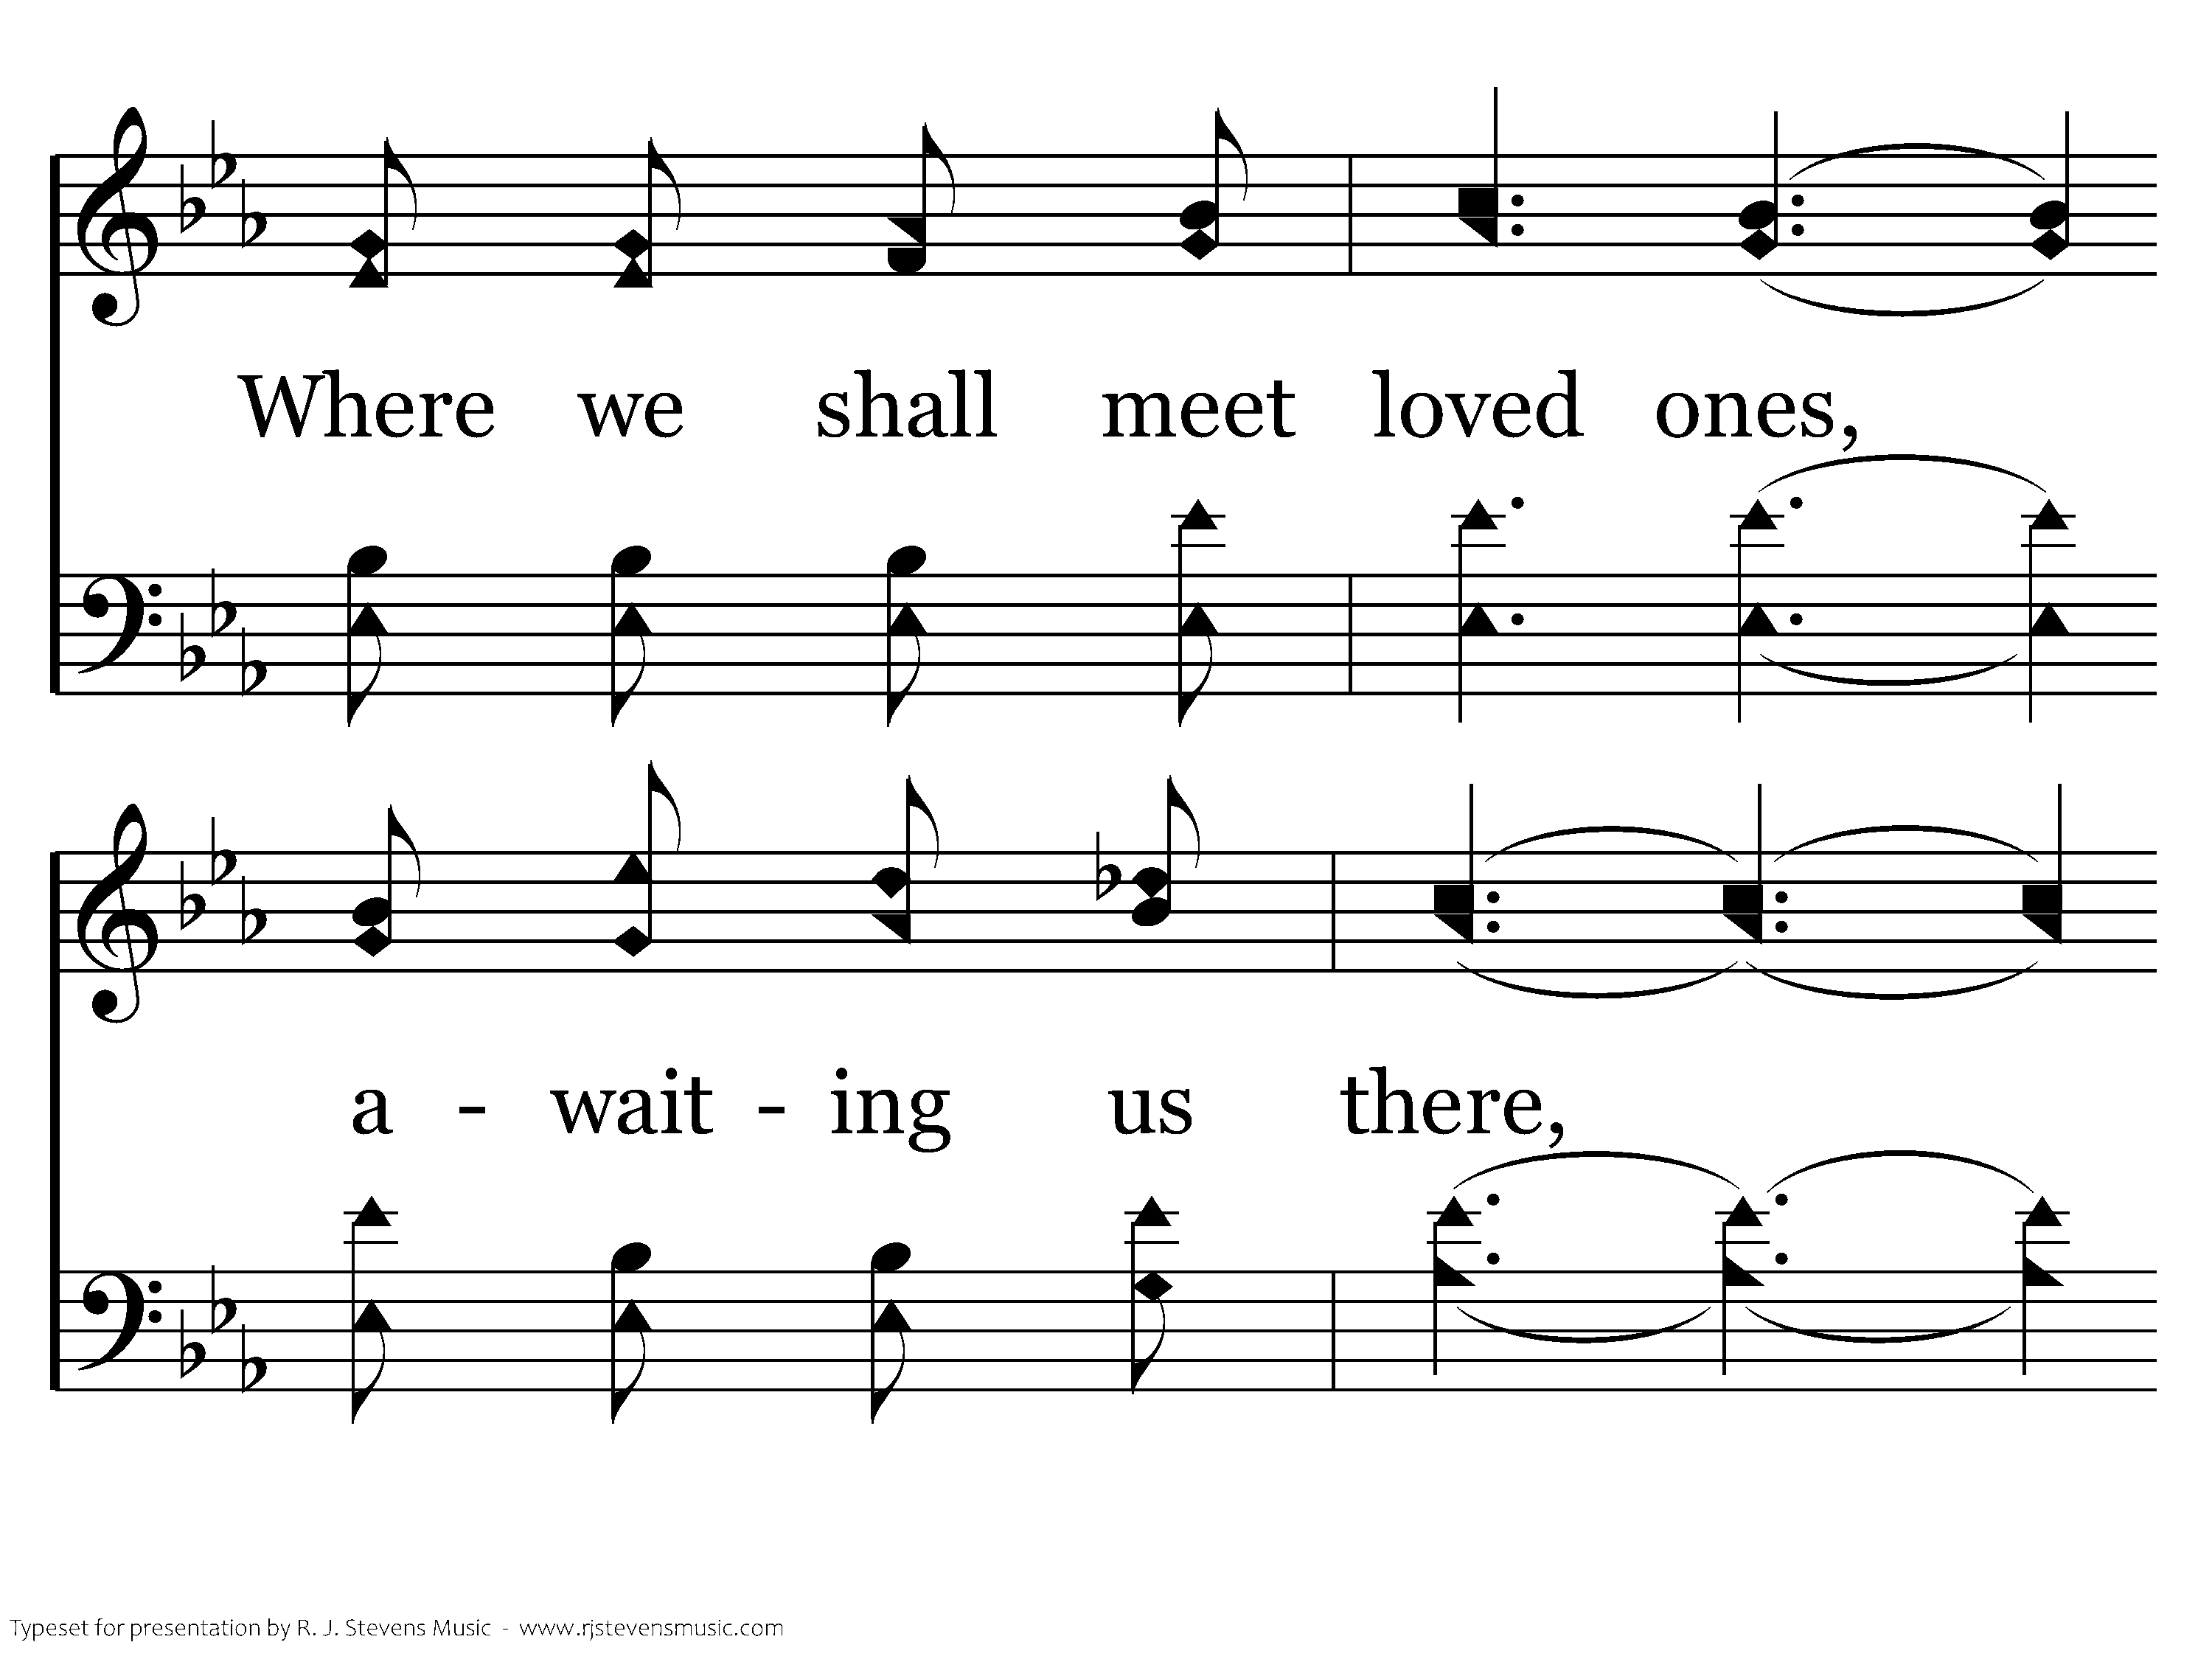 Where we shall meet loved ones,
a - wait - ing us there,
Typeset for presentation by R. J. Stevens Music - www.rjstevensmusic.com